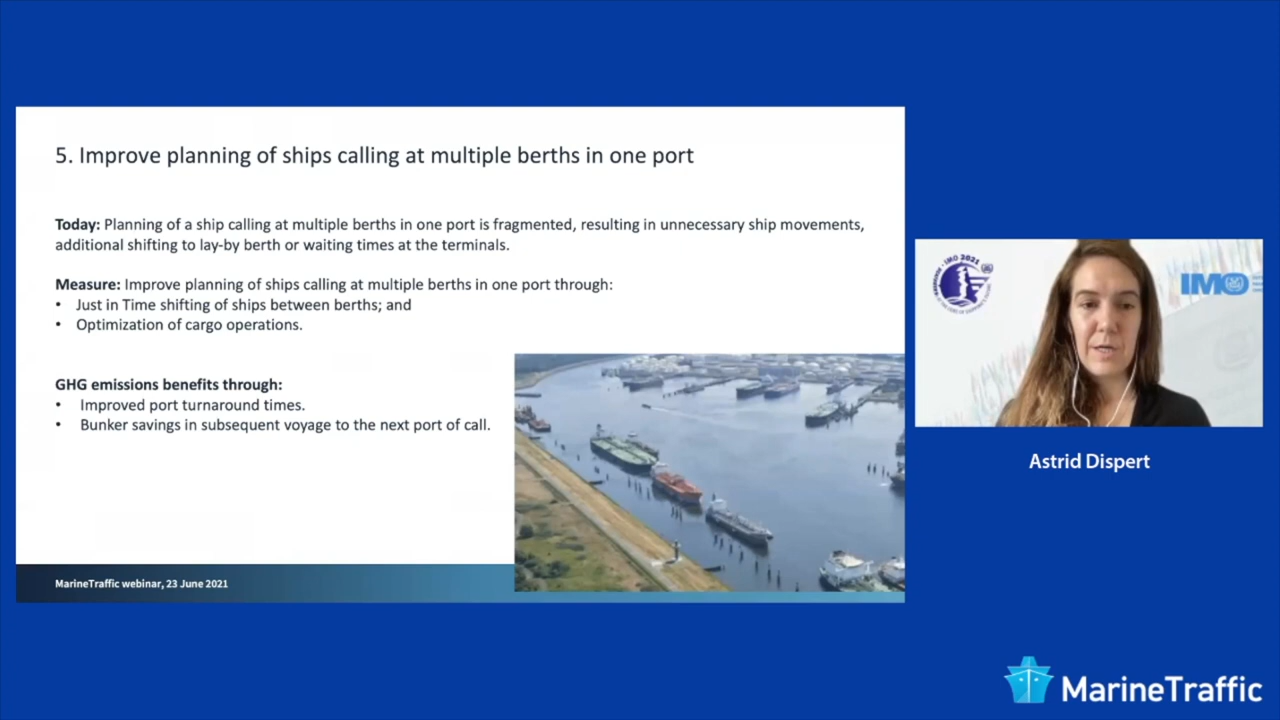 5. Improve planning of ships calling at multiple berths in one port
Today: Planning of a ship calling at multiple berths in one port is fragmented, resulting in unnecessary ship movements,
additional shifting to lay-by berth or waiting times at the terminals.
Measure: Improve planning of ships calling at multiple berths in one port through:
• Just in Time shifting of ships between berths; and
• Optimization of cargo operations.
GHG emissions benefits through:
• Improved port turnaround times.
• Bunker savings in subsequent voyage to the next port of call.
MarineTraffic webinar, 23 June 2021
IMO 2021
IMO
Astrid Dispert
MarineTraffic